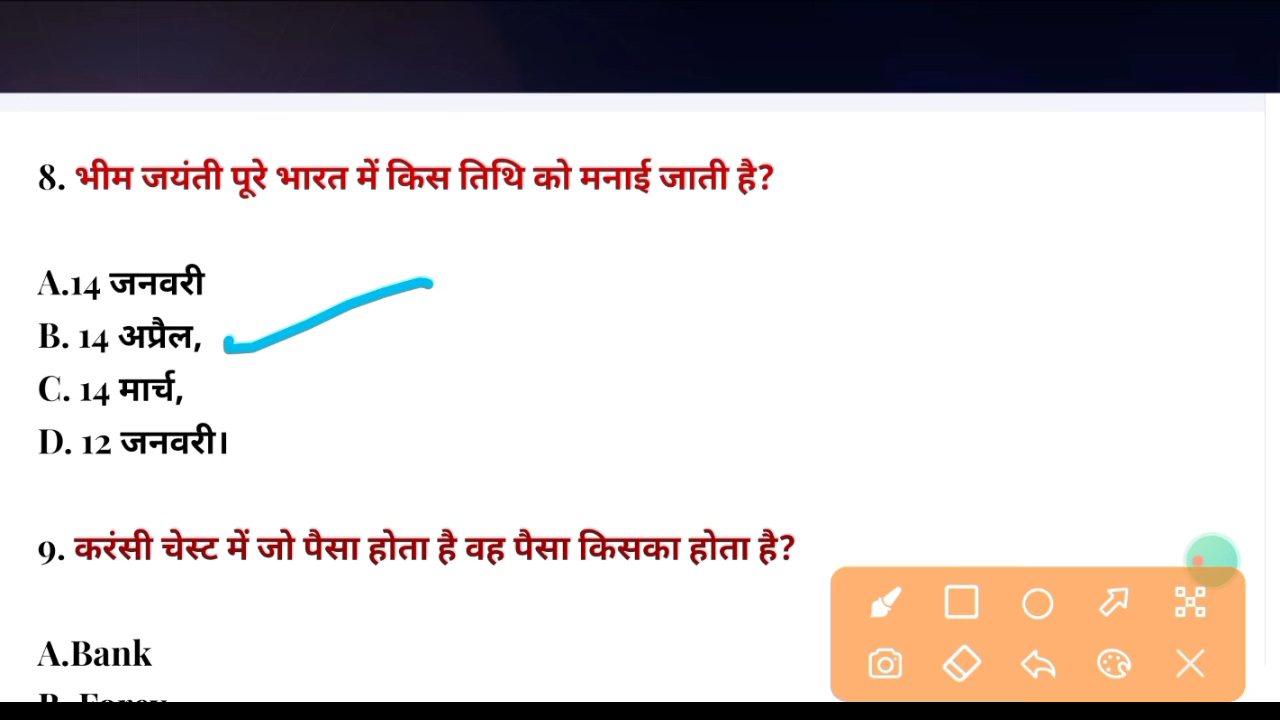 8. भीम जयंती पूरे भारत में किस तिथि को मनाई जाती है?
A.14 जनवरी
B. 14 अप्रैल,
C. 14 मार्च,
D. 12 जनवरी।
9. करंसी चेस्ट में जो पैसा होता है वह पैसा किसका होता है?
A.Bank